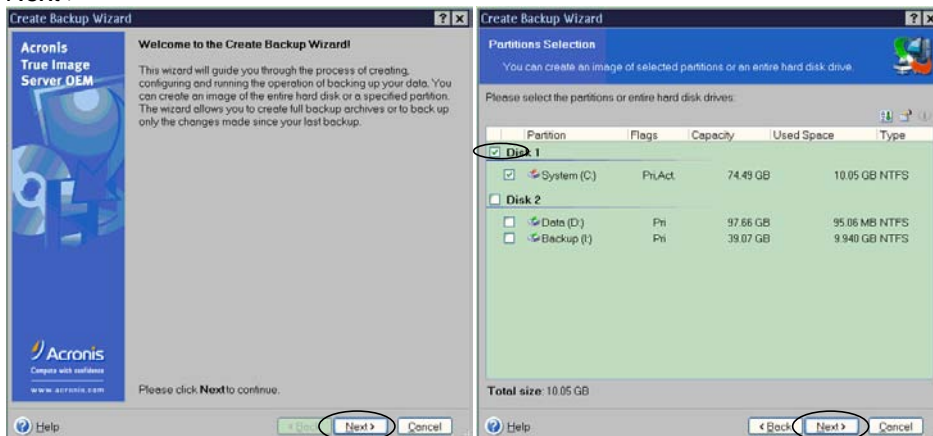 Create Backup Wizard
Acronis
True Image
Server OEM
Welcome to the Create Backup Wizard!
This wizard will guide you through the process of creating,
configuring and running the operation of backing up your data. You
can create an image of the entire hard disk or a specified partition.
The wizard allows you to create full backup archives or to back up
only the changes made since your last backup.
Acronis
Compute with confidence
www.acronis.com
Please click Next to continue.
Help
< Back
Next >
Cancel
Create Backup Wizard
Partitions Selection
You can create an image of selected partitions or an entire hard disk drive.
Please select the partitions or entire hard disk drives:
Partition Flags Capacity Used Space Type
Disk 1
System (C:) Pri,Act. 74.49 GB 10.05 GB NTFS
Disk 2
Data (D:) Pri 97.66 GB 95.06 MB NTFS
Backup (I:) Pri 39.07 GB 9.940 GB NTFS
Total size: 10.05 GB
Help
< Back
Next >
Cancel